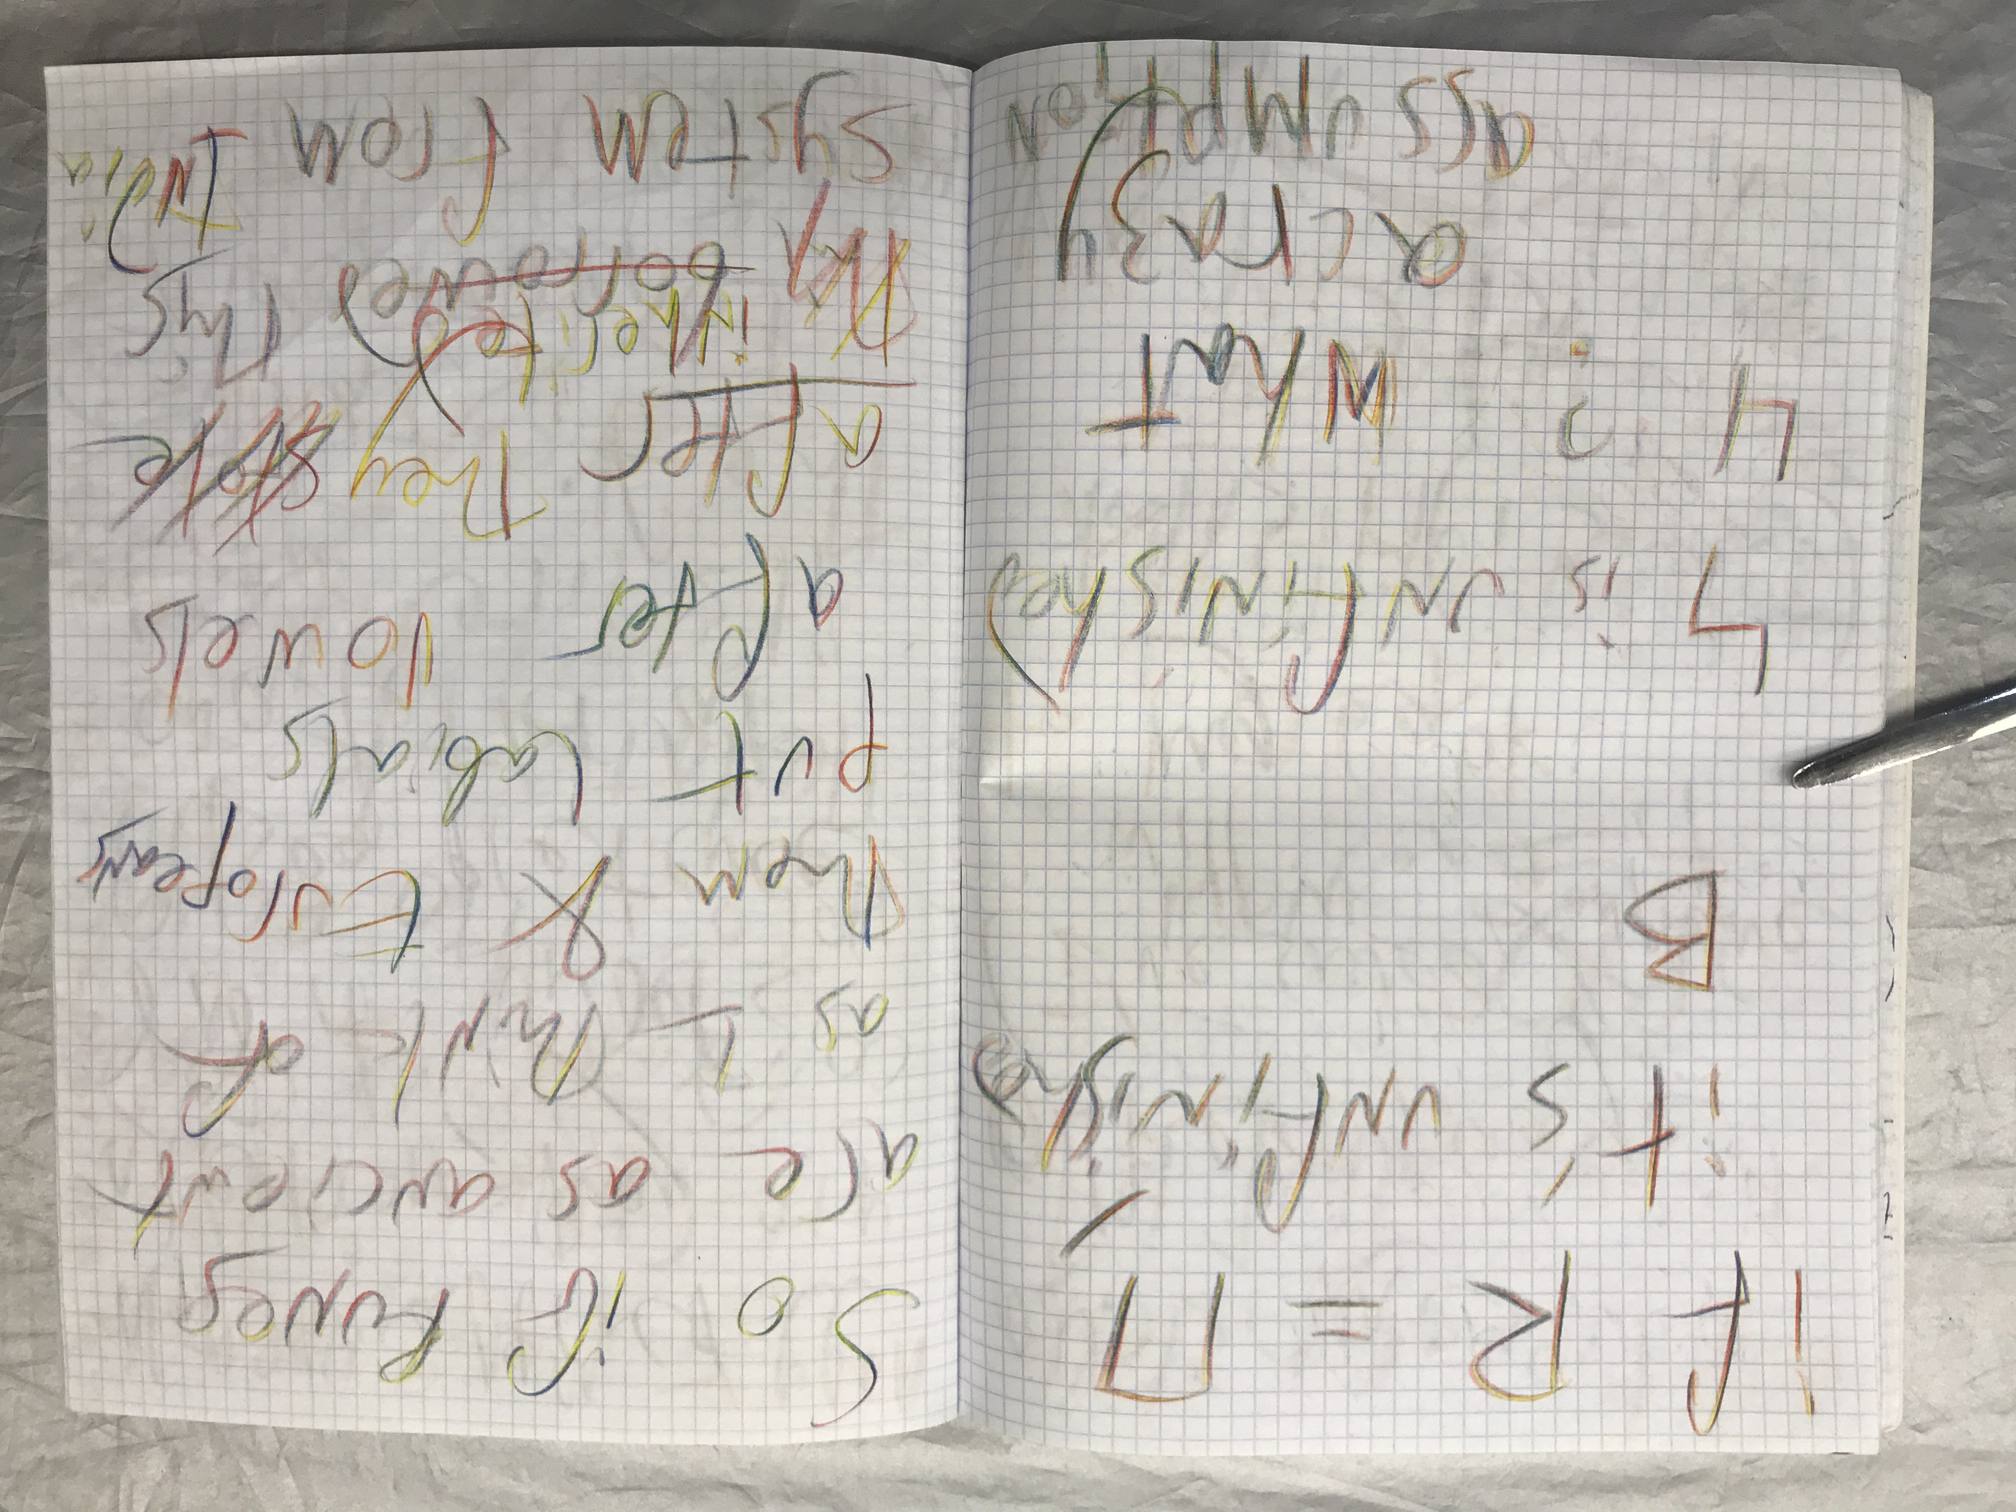 if R = П
it's unfinished
B
Ч is unfinished
Ч ? What
a crazy
assumption
So if Runes
are as ancient
as I think of
them & Europeans
put labials
after vowels
after they stole
inherited
they borrowed this
system from India